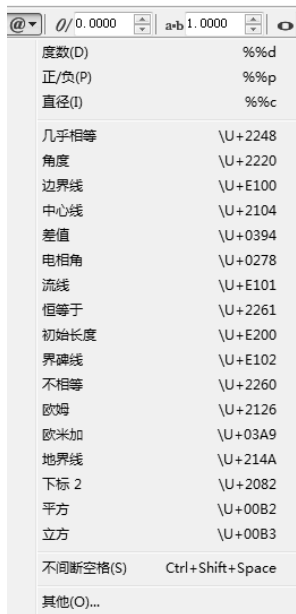 @ 0/ 0.0000 a•b 1.0000
度数(D) %%d
正/负(P) %%p
直径(I) %%c
几乎相等 \U+2248
角度 \U+2220
边界线 \U+E100
中心线 \U+2104
差值 \U+0394
电相角 \U+0278
流线 \U+E101
恒等于 \U+2261
初始长度 \U+E200
界碑线 \U+E102
不相等 \U+2260
欧姆 \U+2126
欧米加 \U+03A9
地界线 \U+214A
下标 2 \U+2082
平方 \U+00B2
立方 \U+00B3
不间断空格(S) Ctrl+Shift+Space
其他(O)...